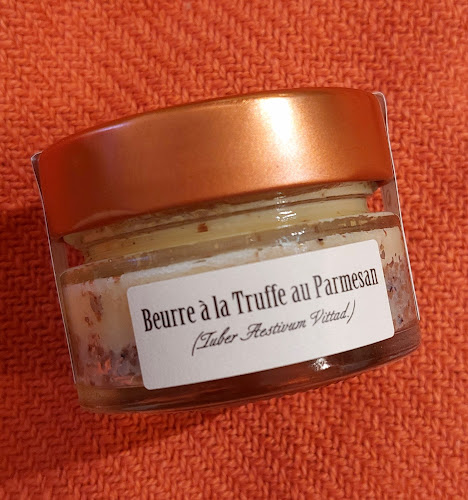 Beurre à la Truffe au Parmesan
(Tuber Aestivum Vittad.)